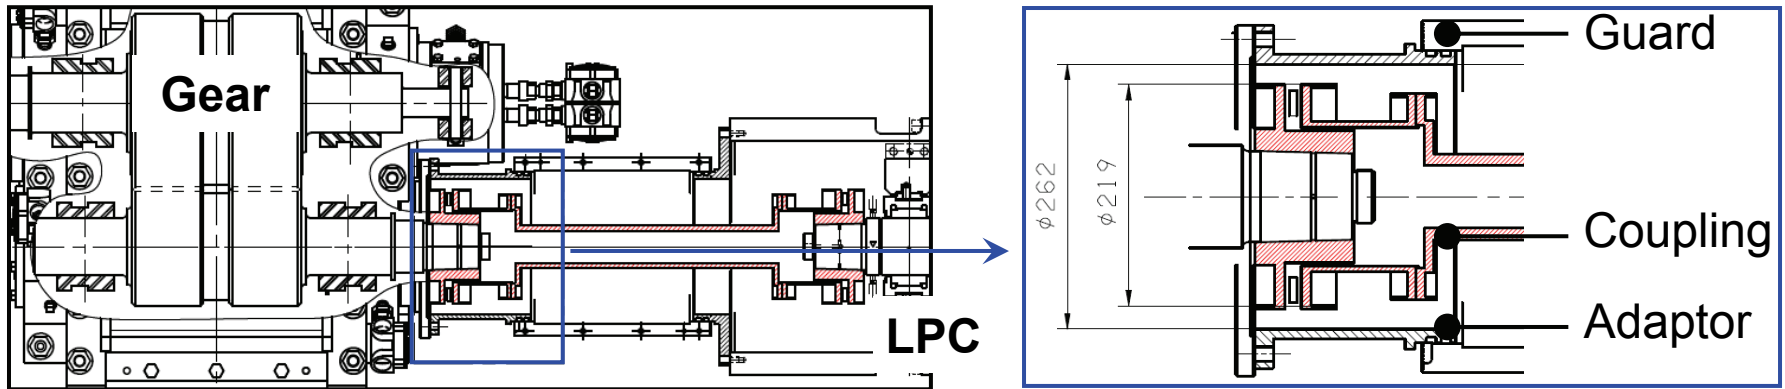 Gear
LPC
Guard
Coupling
Adaptor
φ262
φ219